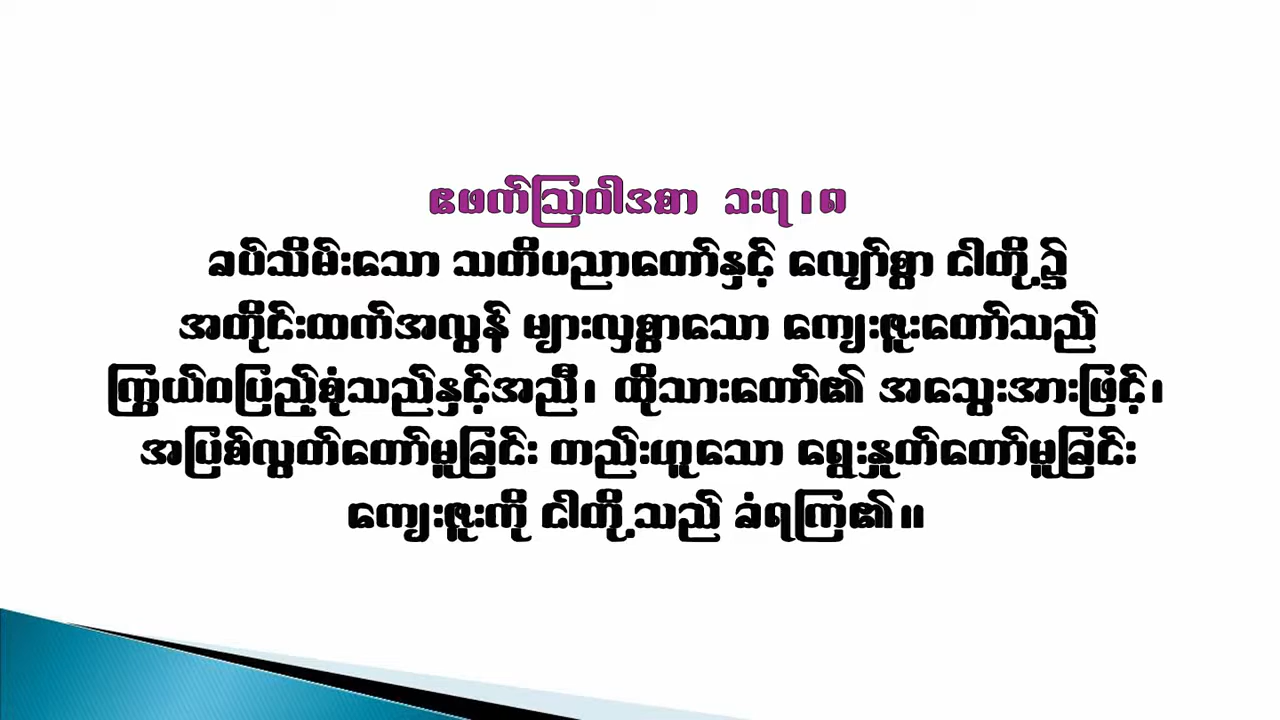 ဧဖက်ဩဝါဒစာ ၁း၇၊၈
ခပ်သိမ်းသော သတိပညာတော်နှင့် လျော်စွာ ငါတို့၌
အတိုင်းထက်အလွန် များလှစွာသော ကျေးဇူးတော်သည်
ကြွယ်ဝပြည့်စုံသည်နှင့်အညီ၊ ထိုသားတော်၏ အသွေးအားဖြင့်၊
အပြစ်လွှတ်တော်မူခြင်း တည်းဟူသော ရွေးနှုတ်တော်မူခြင်း
ကျေးဇူးကို ငါတို့သည် ခံရကြ၏။